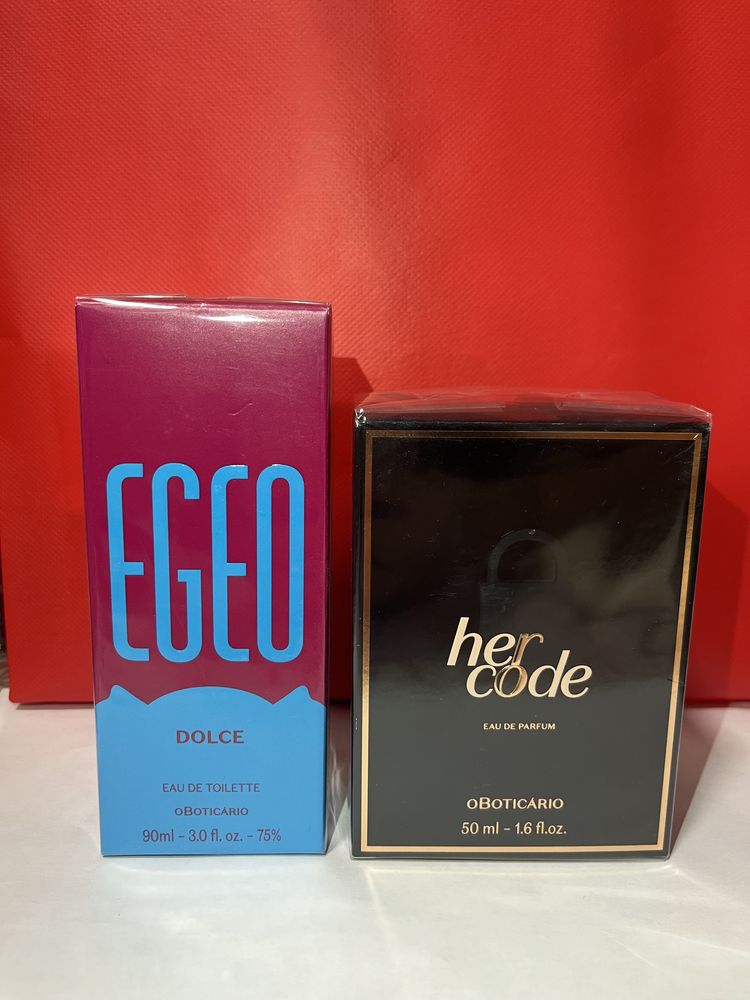 EGEO
DOLCE
EAU DE TOILETTE
oBOTICÁRIO
90ml - 3.0 fl. oz. - 75%
her
code
EAU DE PARFUM
oBOTICÁRIO
50 ml - 1.6 fl.oz.